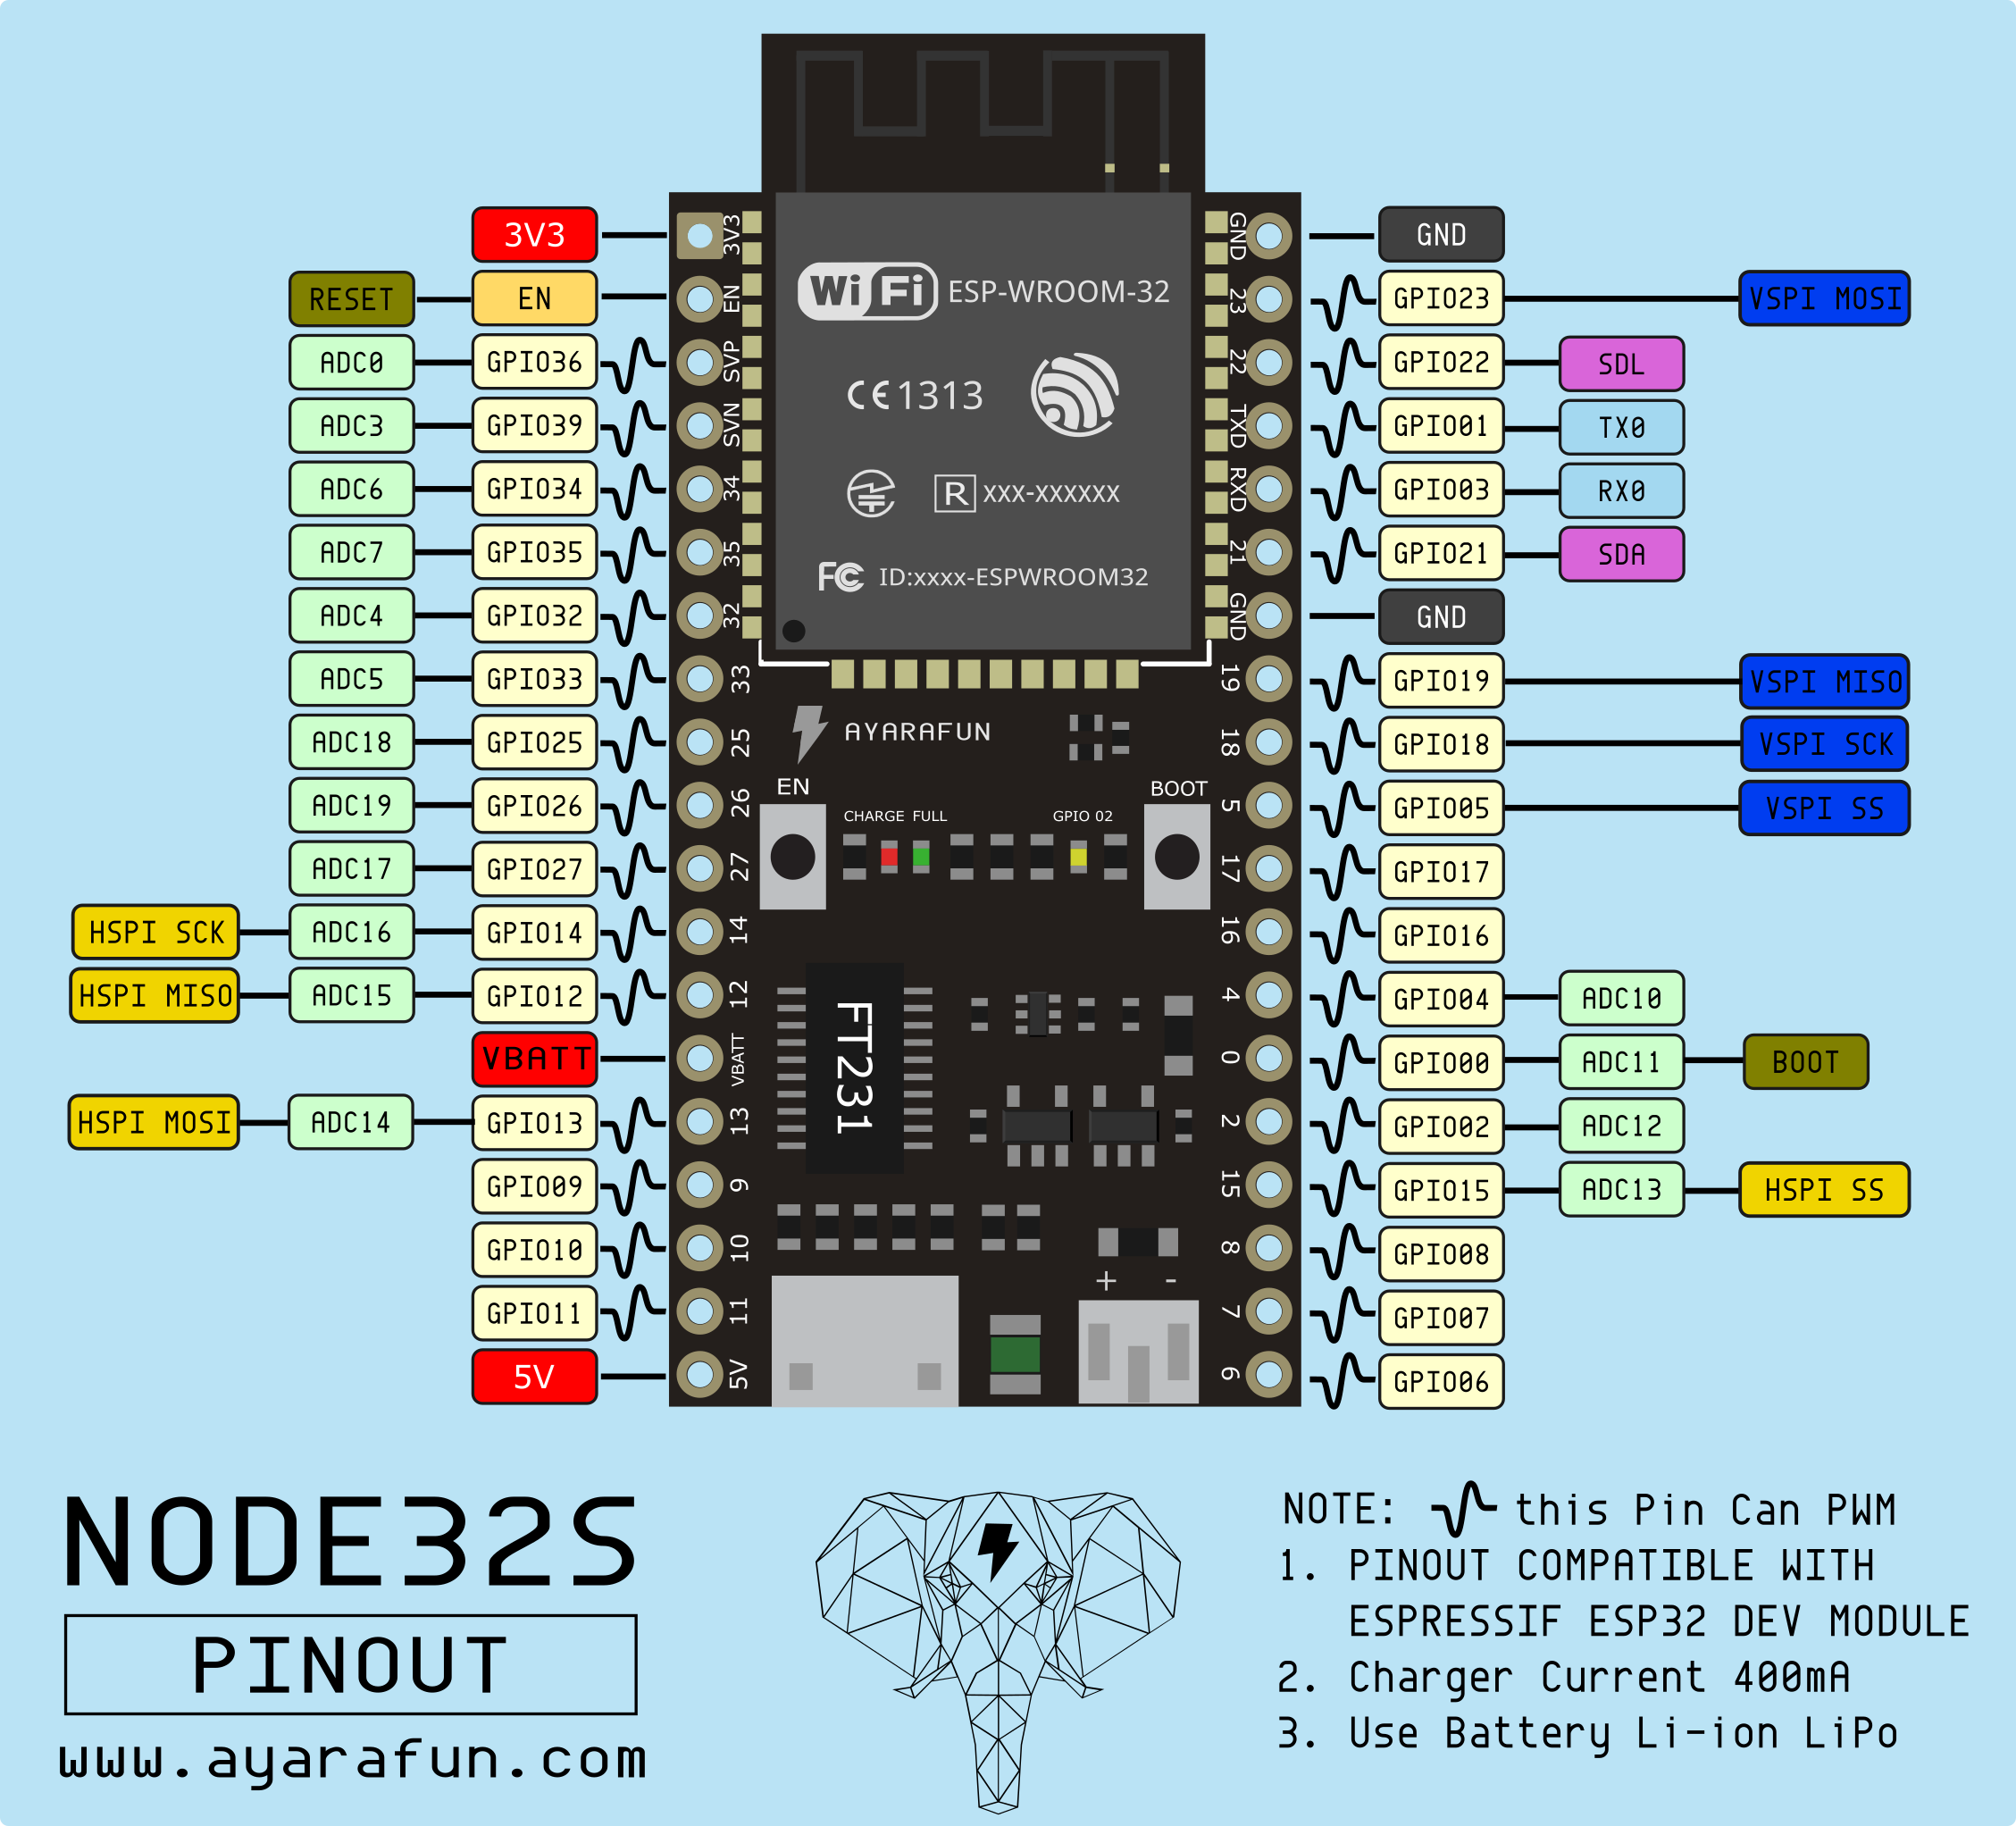 3V3 3V3 GND GND
RESET EN EN 23 GPIO23 VSPI MOSI
WiFi ESP-WROOM-32
ADC0 GPIO36 SVP 22 GPIO22 SDL
CE1313
ADC3 GPIO39 SVN TXD GPIO01 TX0
ADC6 GPIO34 34 R XXX-XXXXXX RXD GPIO03 RX0
ADC7 GPIO35 35 21 GPIO21 SDA
FC ID:xxxx-ESPWROOM32
ADC4 GPIO32 32 GND GND
ADC5 GPIO33 33 19 GPIO19 VSPI MISO
ADC18 GPIO25 25 AYARAFUN 18 GPIO18 VSPI SCK
EN BOOT
ADC19 GPIO26 26 5 GPIO05 VSPI SS
CHARGE FULL GPIO 02
ADC17 GPIO27 27 17 GPIO17
HSPI SCK ADC16 GPIO14 14 16 GPIO16
HSPI MISO ADC15 GPIO12 12 4 GPIO04 ADC10
VBATT VBATT FT231 0 GPIO00 ADC11 BOOT
HSPI MOSI ADC14 GPIO13 13 2 GPIO02 ADC12
GPIO09 9 15 GPIO15 ADC13 HSPI SS
GPIO10 10 8 GPIO08
+ -
GPIO11 11 7 GPIO07
5V 5V 6 GPIO06
NODE32S
PINOUT
www.ayarafun.com
NOTE: this Pin Can PWM
1. PINOUT COMPATIBLE WITH
ESPRESSIF ESP32 DEV MODULE
2. Charger Current 400mA
3. Use Battery Li-ion LiPo